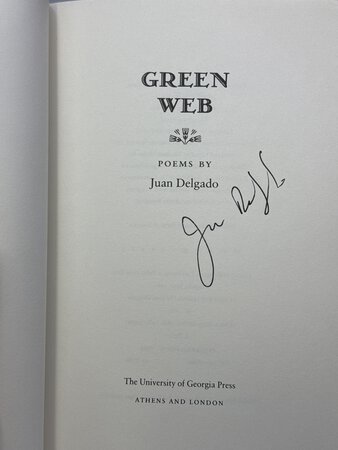 GREEN
WEB
POEMS BY
Juan Delgado
The University of Georgia Press
ATHENS AND LONDON